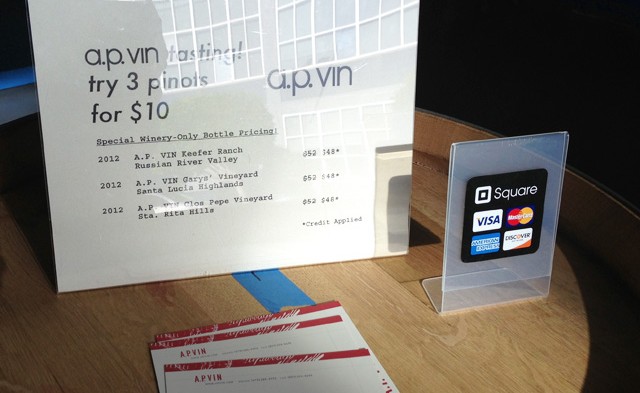 a.p.vin tasting!
try 3 pinots
for $10
a.p.vin
Special Winery-Only Bottle Pricing!
2012 A.P. VIN Keefer Ranch $52 $48*
Russian River Valley
2012 A.P. VIN Garys' Vineyard $52 $48*
Santa Lucia Highlands
2012 A.P. VIN Clos Pepe Vineyard $52 $48*
Sta. Rita Hills
*Credit Applied
Square
VISA MasterCard
AMERICAN EXPRESS DISCOVER
A.P.VIN
A.P.VIN